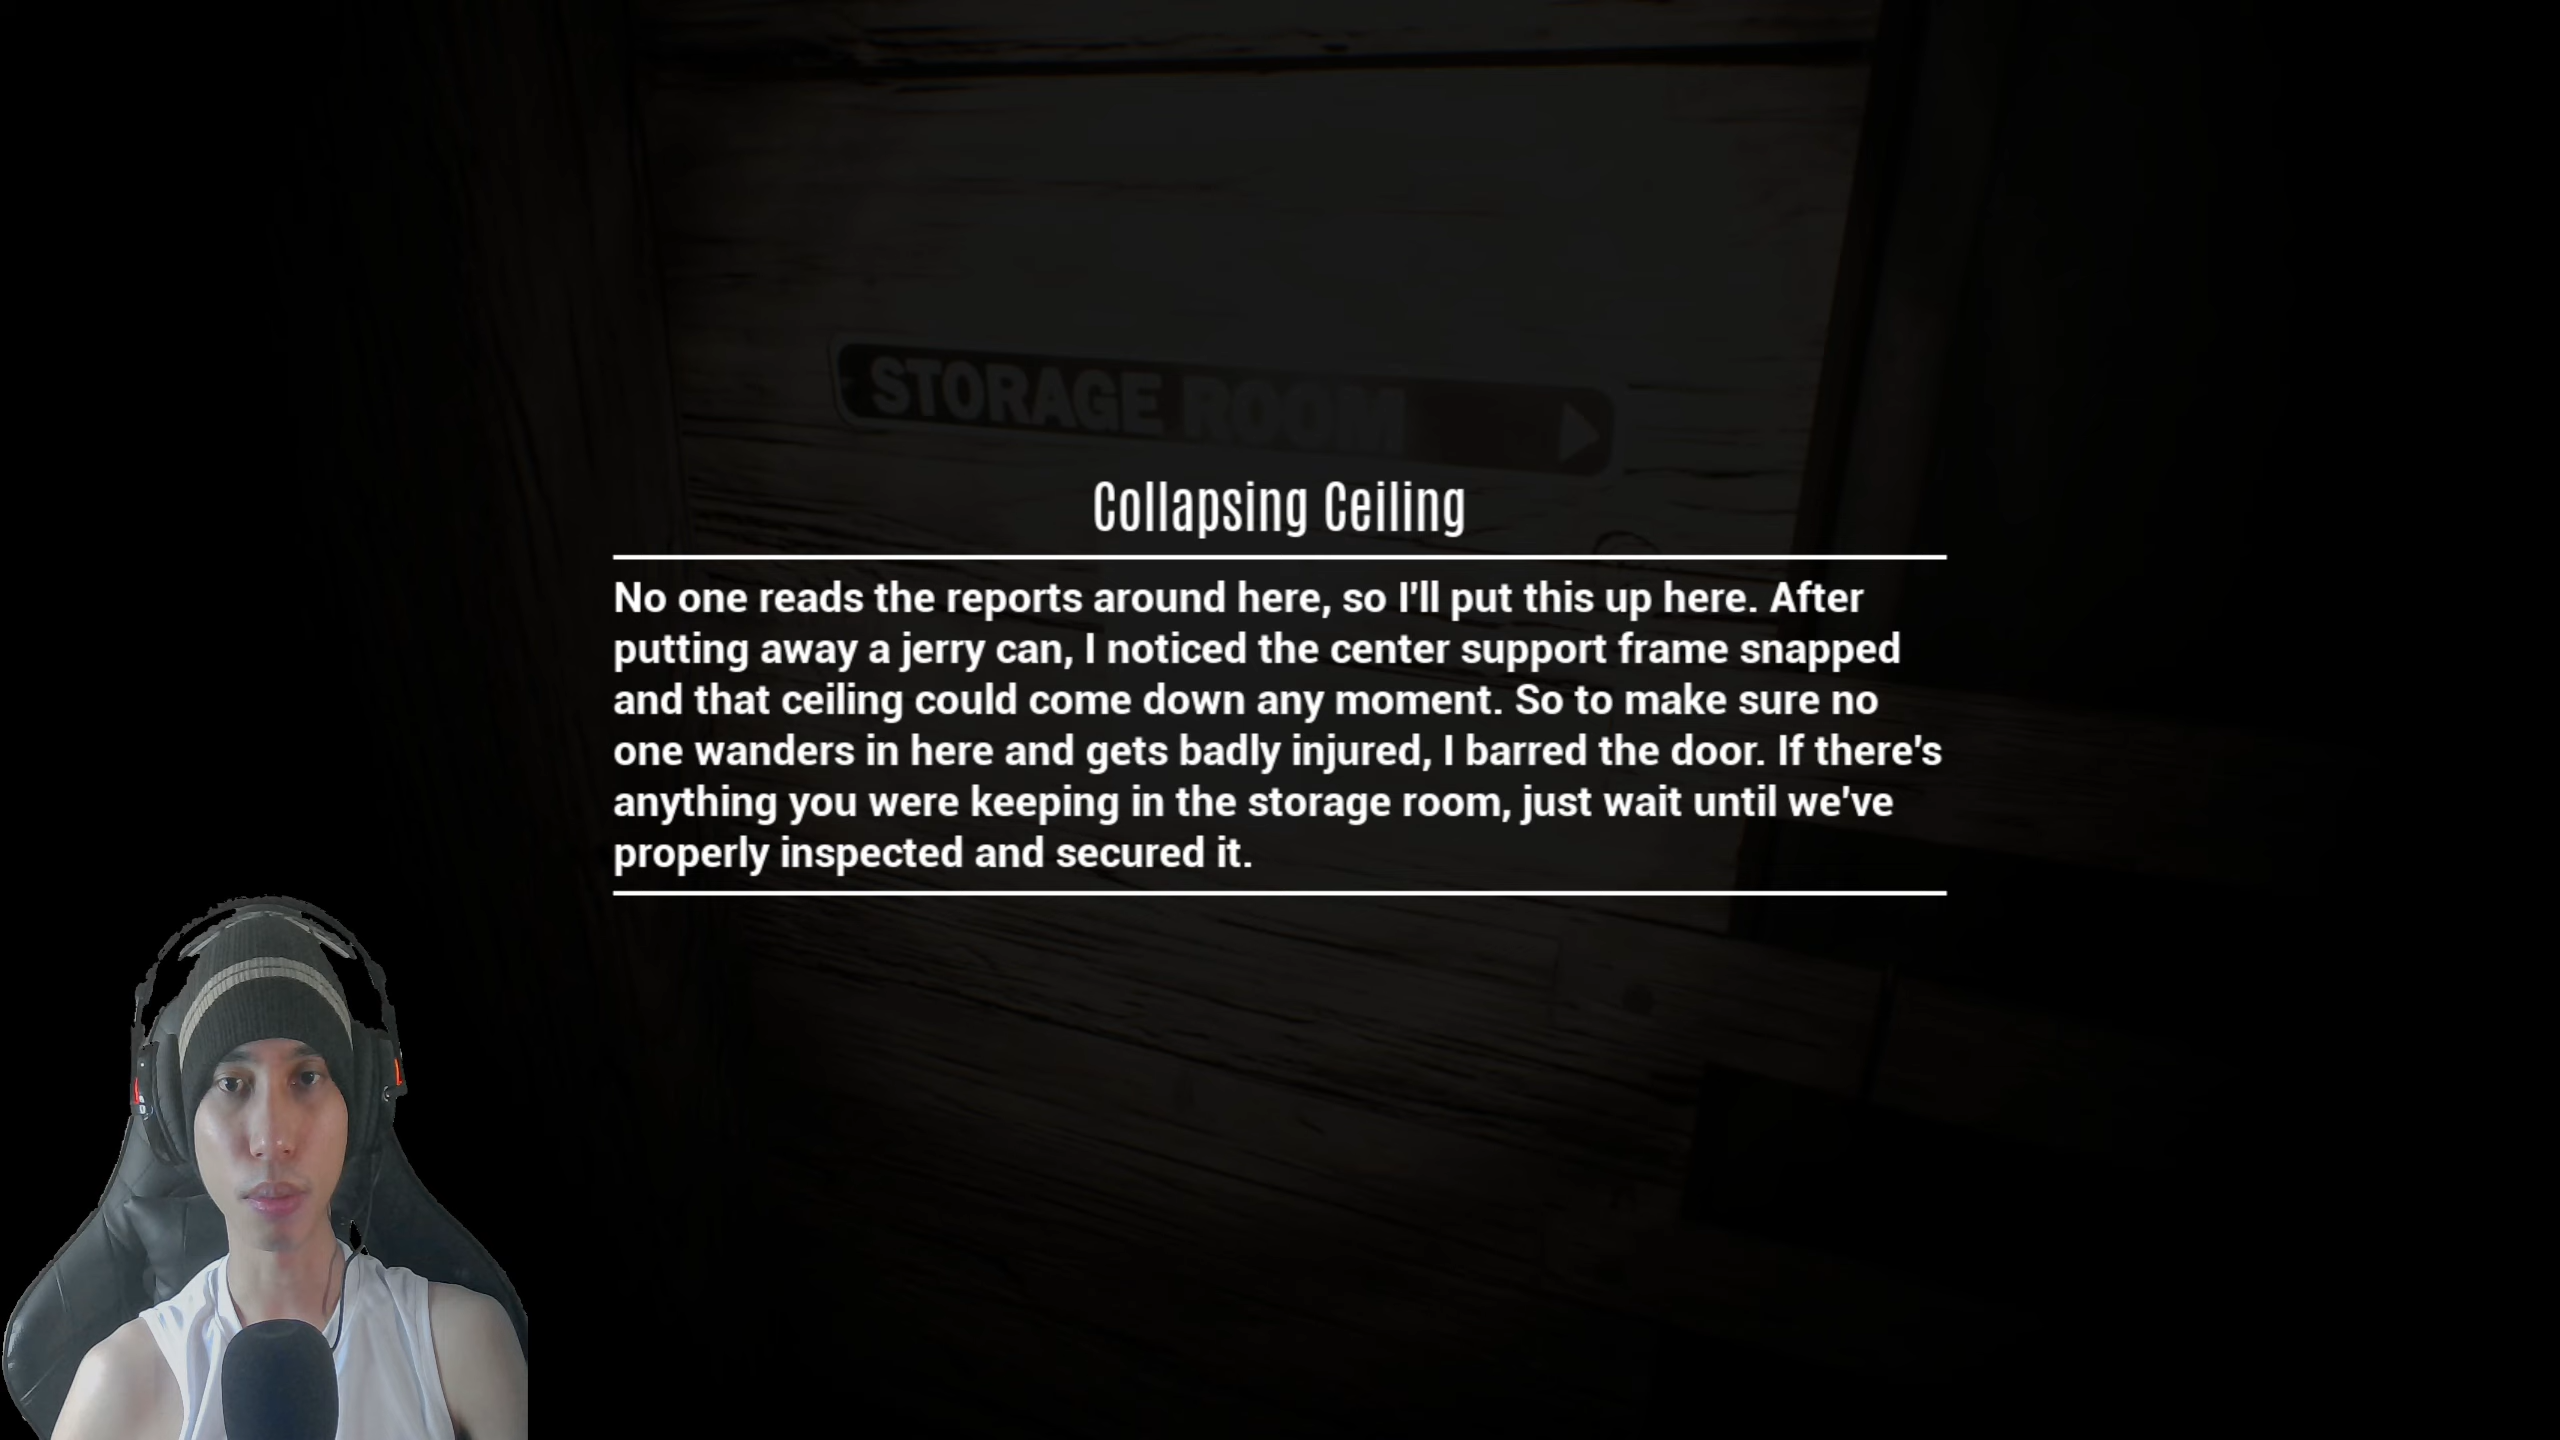 STORAGE ROOM
Collapsing Ceiling
No one reads the reports around here, so I'll put this up here. After
putting away a jerry can, I noticed the center support frame snapped
and that ceiling could come down any moment. So to make sure no
one wanders in here and gets badly injured, I barred the door. If there's
anything you were keeping in the storage room, just wait until we've
properly inspected and secured it.